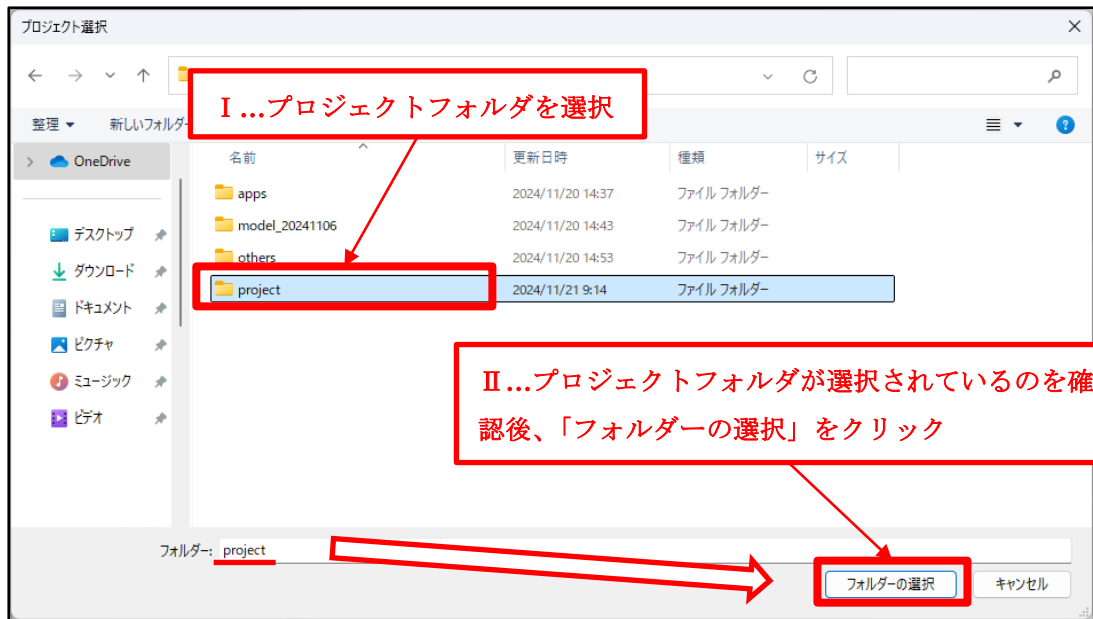 プロジェクト選択
Ⅰ…プロジェクトフォルダを選択
整理 新しいフォルダー
OneDrive
名前 更新日時 種類 サイズ
apps 2024/11/20 14:37 ファイル フォルダー
model_20241106 2024/11/20 14:43 ファイル フォルダー
others 2024/11/20 14:53 ファイル フォルダー
project 2024/11/21 9:14 ファイル フォルダー
デスクトップ
ダウンロード
ドキュメント
ピクチャ
ミュージック
ビデオ
Ⅱ…プロジェクトフォルダが選択されているのを確
認後、「フォルダーの選択」をクリック
フォルダー: project
フォルダーの選択 キャンセル